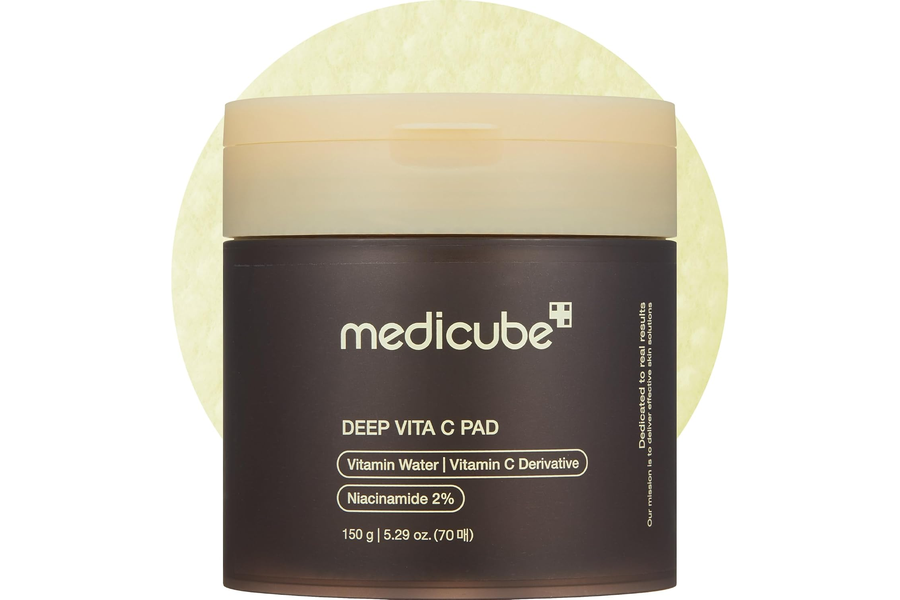 medicube
DEEP VITA C PAD
Vitamin Water | Vitamin C Derivative
Niacinamide 2%
150 g | 5.29 oz. (70 매)
Dedicated to real results
Our mission is to deliver effective skin solutions